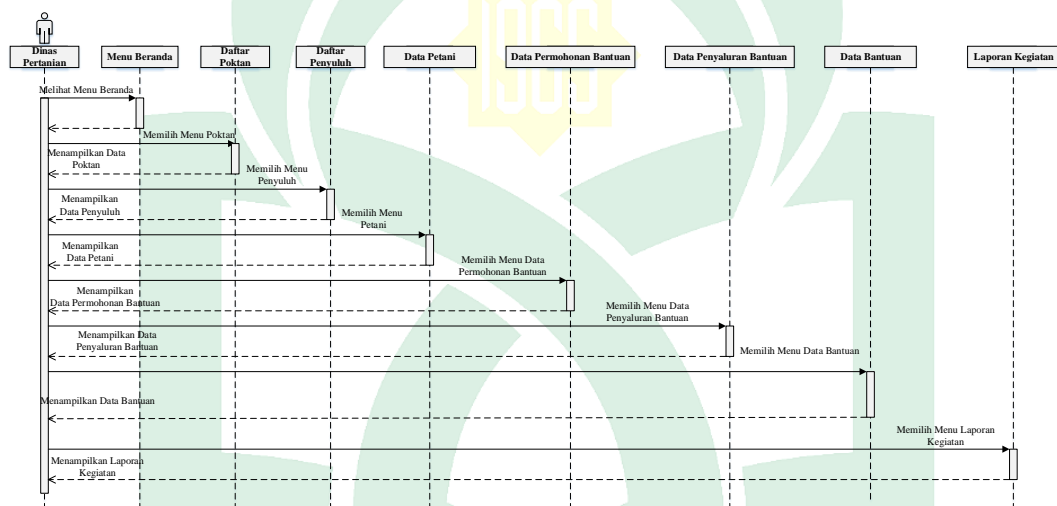 Dinas
Pertanian
Menu Beranda
Daftar
Poktan
Daftar
Penyuluh
Data Petani
Data Permohonan Bantuan
Data Penyaluran Bantuan
Data Bantuan
Laporan Kegiatan
Melihat Menu Beranda
Memilih Menu Poktan
Menampilkan Data
Poktan
Memilih Menu
Penyuluh
Menampilkan
Data Penyuluh
Memilih Menu
Petani
Menampilkan
Data Petani
Memilih Menu Data
Permohonan Bantuan
Menampilkan
Data Permohonan Bantuan
Memilih Menu Data
Penyaluran Bantuan
Menampilkan Data
Penyaluran Bantuan
Memilih Menu Data Bantuan
Menampilkan Data Bantuan
Memilih Menu Laporan
Kegiatan
Menampilkan Laporan
Kegiatan